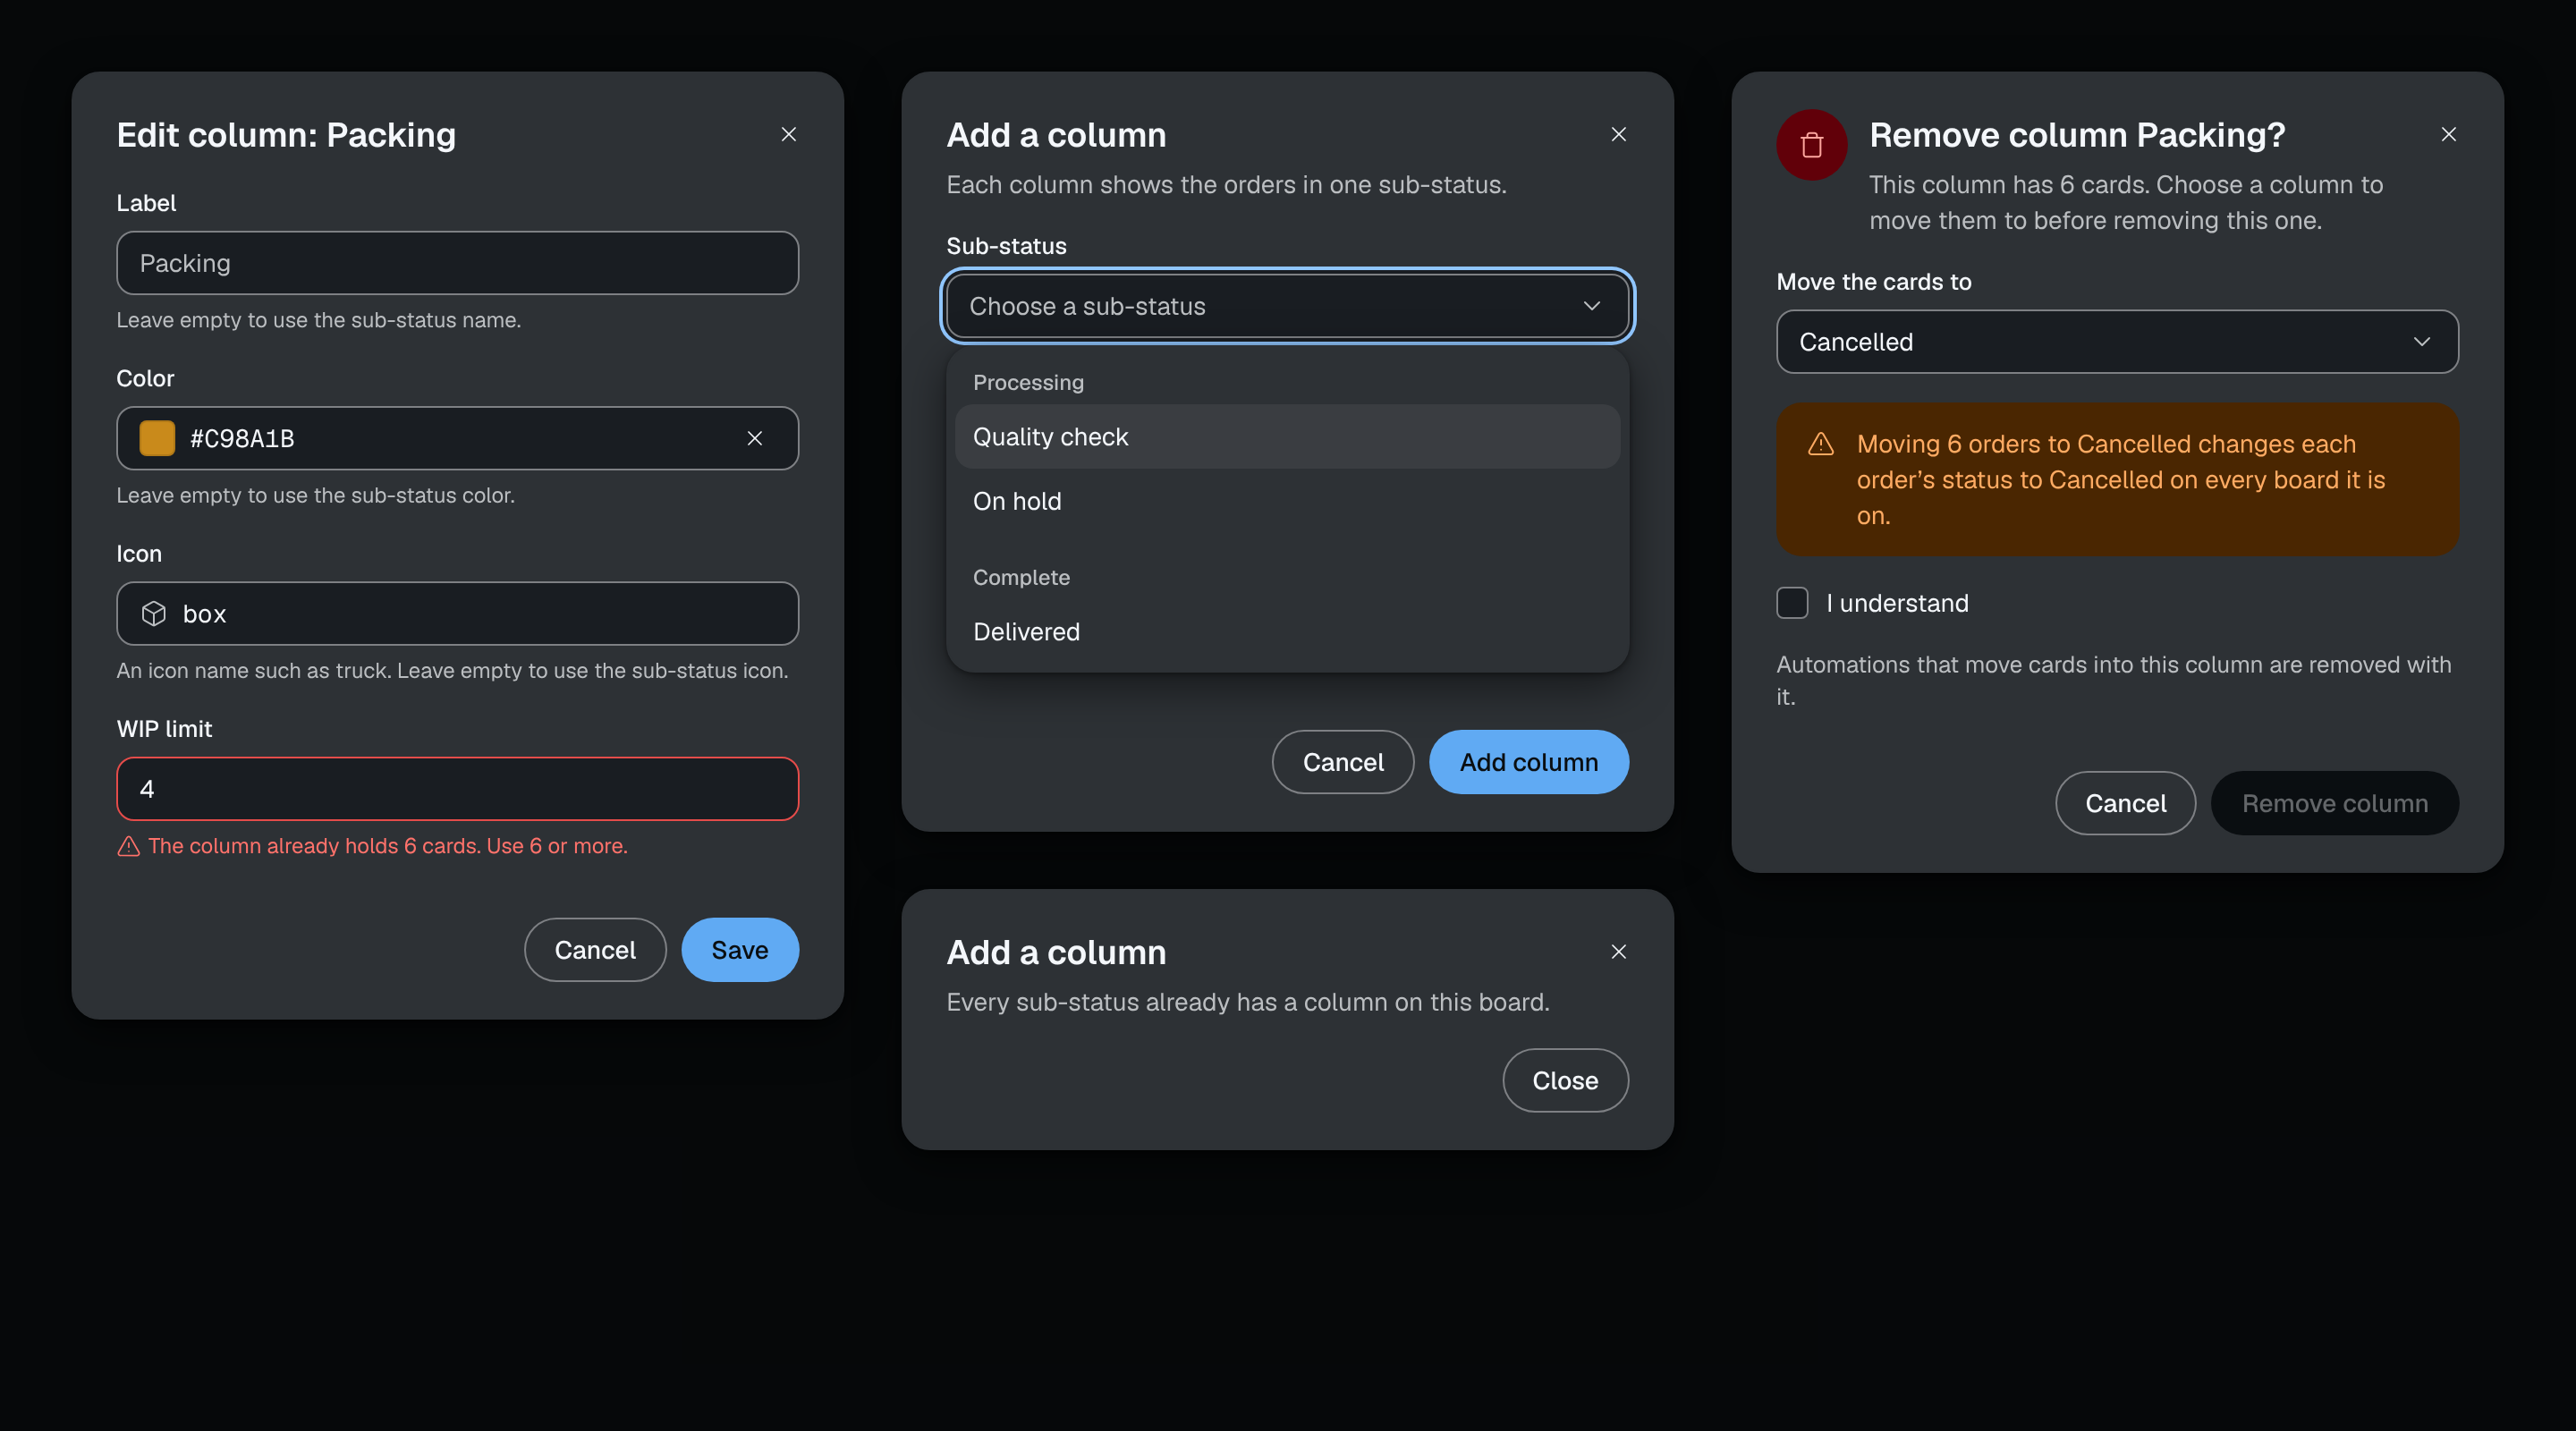 Edit column: Packing
Label
Packing
Leave empty to use the sub-status name.
Color
#C98A1B
Leave empty to use the sub-status color.
Icon
box
An icon name such as truck. Leave empty to use the sub-status icon.
WIP limit
4
The column already holds 6 cards. Use 6 or more.
Cancel
Save
Add a column
Each column shows the orders in one sub-status.
Sub-status
Choose a sub-status
Processing
Quality check
On hold
Complete
Delivered
Cancel
Add column
Add a column
Every sub-status already has a column on this board.
Close
Remove column Packing?
This column has 6 cards. Choose a column to
move them to before removing this one.
Move the cards to
Cancelled
Moving 6 orders to Cancelled changes each
order’s status to Cancelled on every board it is
on.
I understand
Automations that move cards into this column are removed with
it.
Cancel
Remove column